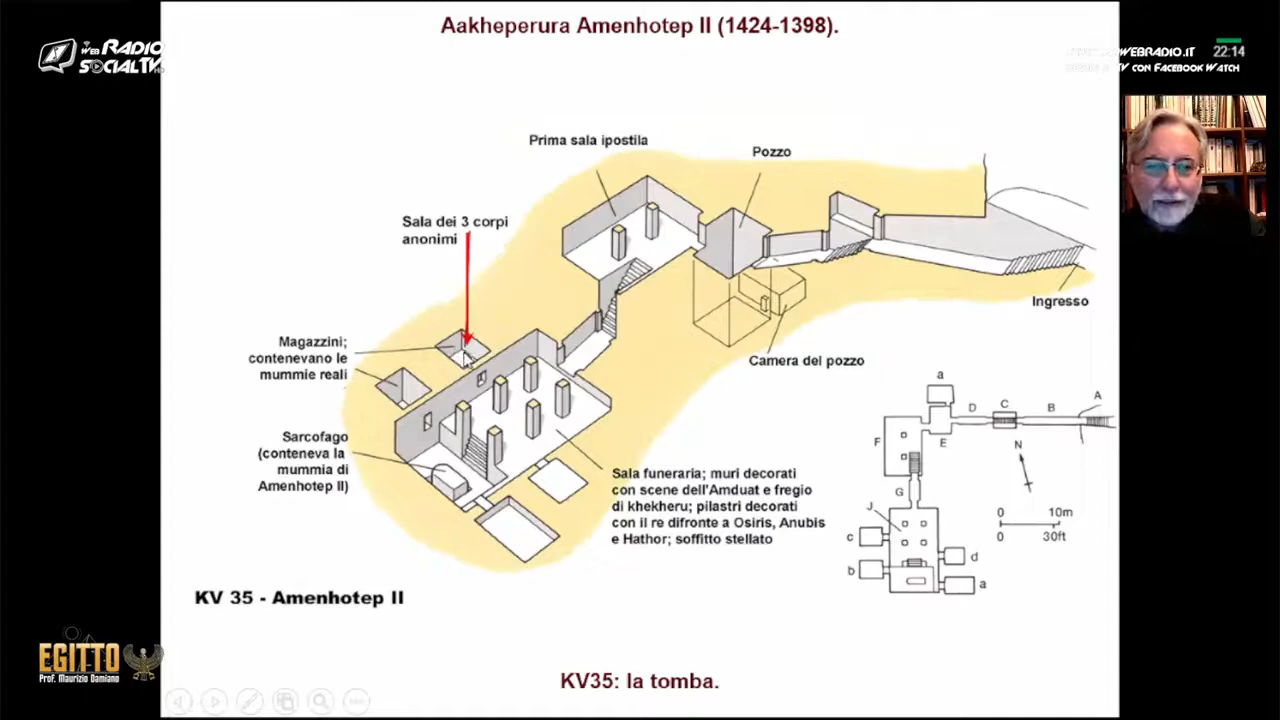 Aakheperura Amenhotep II (1424-1398).
WEB RADIO
SOCIALTV
WEBRADIO.IT
22:14
TV CON FACEBOOK WATCH
Prima sala ipostila
Pozzo
Sala dei 3 corpi
anonimi
Ingresso
Magazzini;
contenevano le
mummie reali
Camera del pozzo
Sarcofago
(conteneva la
mummia di
Amenhotep II)
Sala funeraria; muri decorati
con scene dell'Amduat e fregio
di khekheru; pilastri decorati
con il re difronte a Osiris, Anubis
e Hathor; soffitto stellato
a
A
D
C
B
F
E
N
G
J
0
10m
0
30ft
c
d
b
a
KV 35 - Amenhotep II
EGITTO
Prof. Maurizio Damiano
KV35: la tomba.